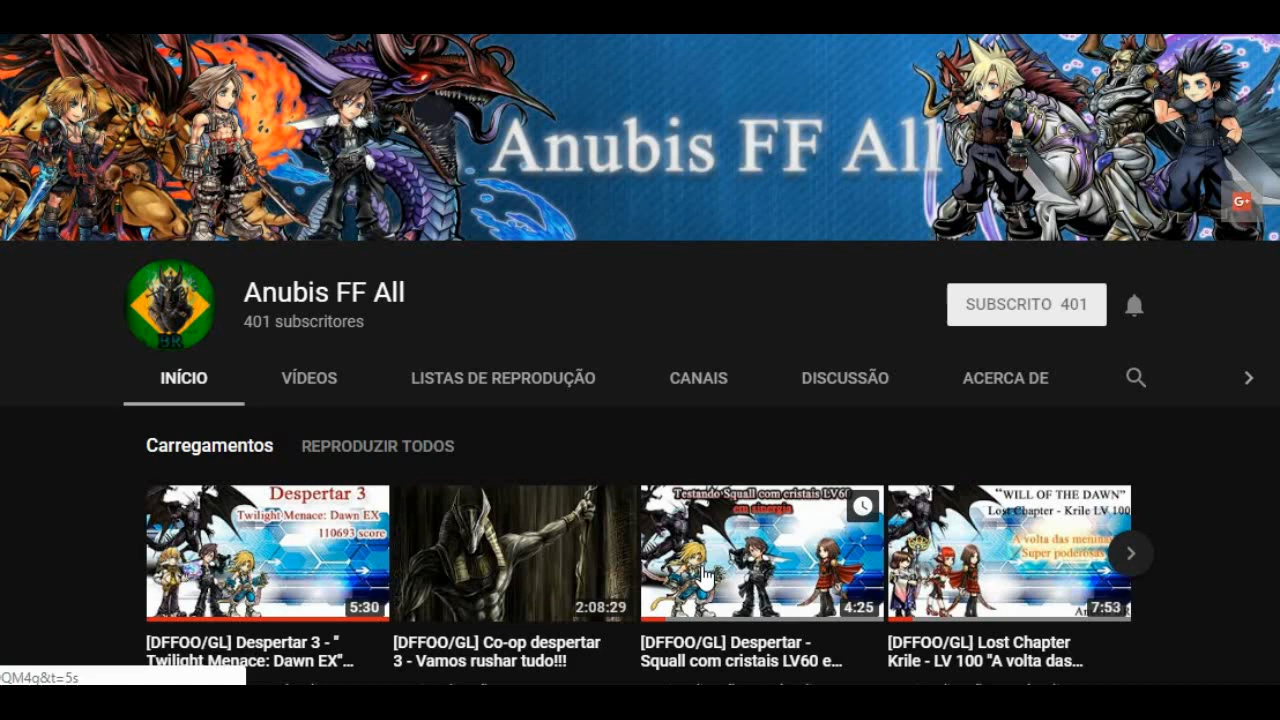 Anubis FF All
G+
BR
Anubis FF All
401 subscritores
SUBSCRITO 401
INÍCIO
VÍDEOS
LISTAS DE REPRODUÇÃO
CANAIS
DISCUSSÃO
ACERCA DE
Carregamentos
REPRODUZIR TODOS
Despertar 3
Twilight Menace: Dawn EX
110693 score
5:30
2:08:29
Testando Squall com cristais LV60
em sinergia
4:25
"WILL OF THE DAWN"
Lost Chapter - Krile LV 100
A volta das meninas
Super poderosas
7:53
[DFFOO/GL] Despertar 3 - "
Twilight Menace: Dawn EX"...
[DFFOO/GL] Co-op despertar
3 - Vamos rushar tudo!!!
[DFFOO/GL] Despertar -
Squall com cristais LV60 e...
[DFFOO/GL] Lost Chapter
Krile - LV 100 "A volta das...
QM4q&t=5s